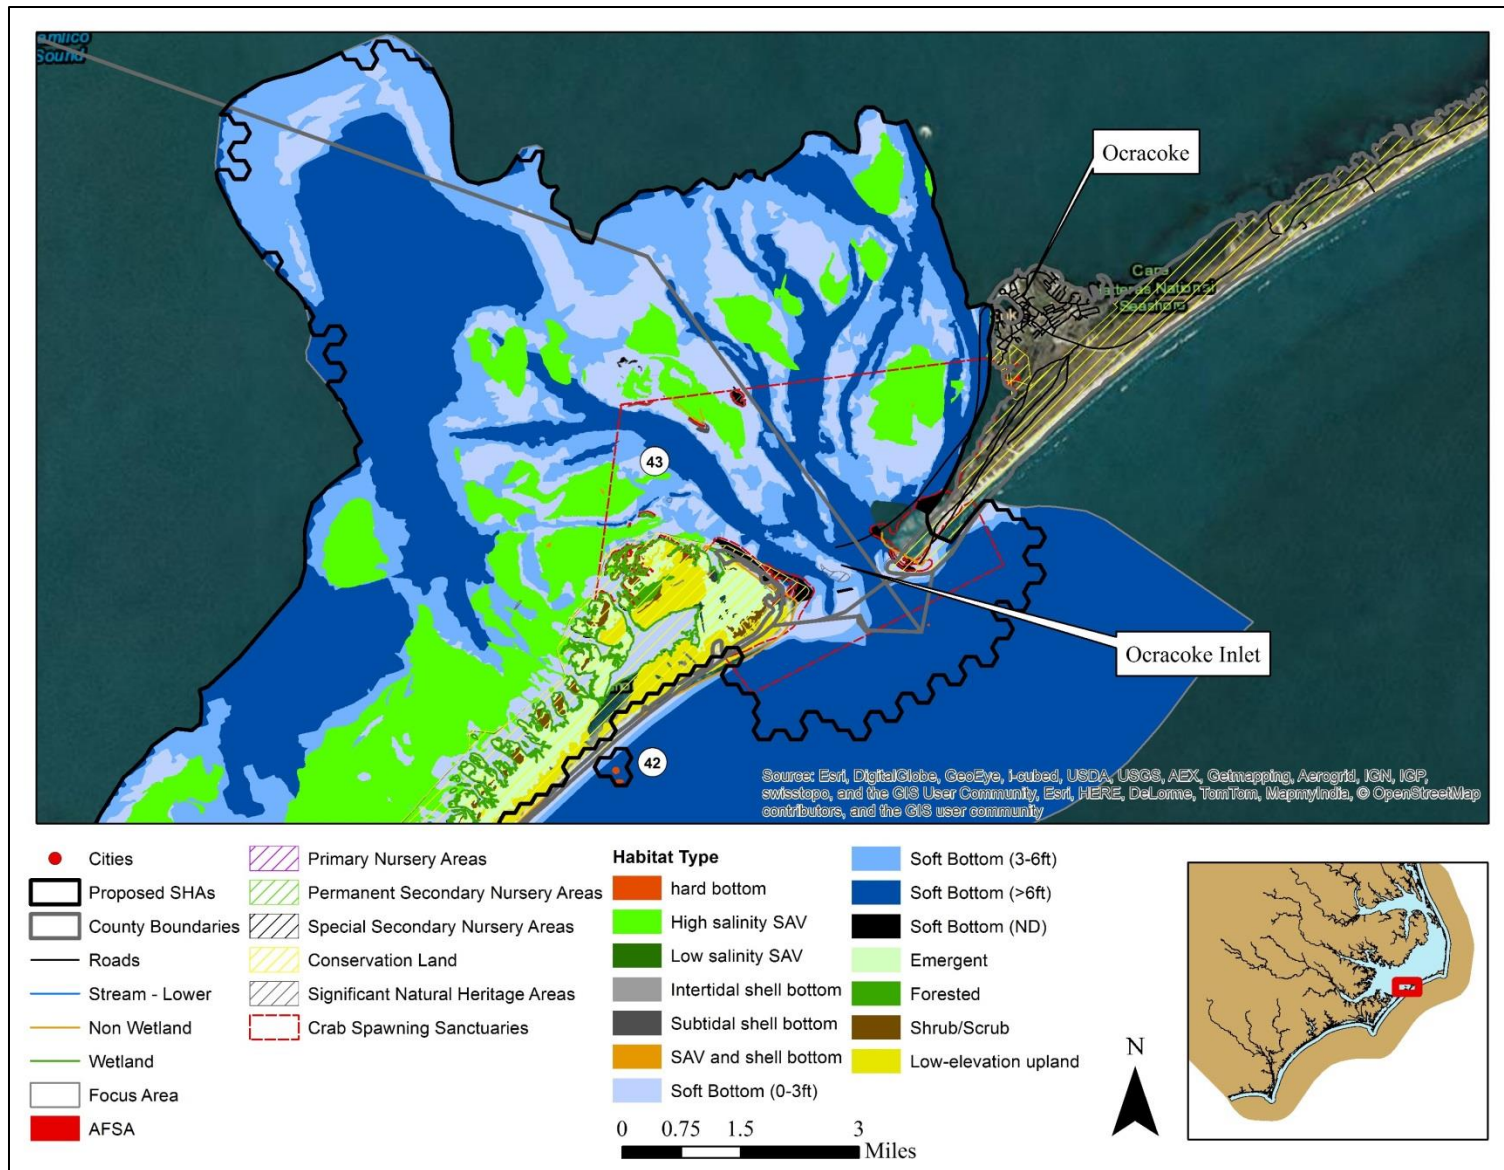 amlico
Sound
Ocracoke
Cape
Hatteras National
Seashore
43
Ocracoke Inlet
42
Source: Esri, DigitalGlobe, GeoEye, i-cubed, USDA, USGS, AEX, Getmapping, Aerogrid, IGN, IGP,
swisstopo, and the GIS User Community, Esri, HERE, DeLorme, TomTom, MapmyIndia, © OpenStreetMap
contributors, and the GIS user community
Cities
Proposed SHAs
County Boundaries
Roads
Stream - Lower
Non Wetland
Wetland
Focus Area
AFSA
Primary Nursery Areas
Permanent Secondary Nursery Areas
Special Secondary Nursery Areas
Conservation Land
Significant Natural Heritage Areas
Crab Spawning Sanctuaries
Habitat Type
hard bottom
High salinity SAV
Low salinity SAV
Intertidal shell bottom
Subtidal shell bottom
SAV and shell bottom
Soft Bottom (0-3ft)
Soft Bottom (3-6ft)
Soft Bottom (>6ft)
Soft Bottom (ND)
Emergent
Forested
Shrub/Scrub
Low-elevation upland
0 0.75 1.5 3
Miles
N